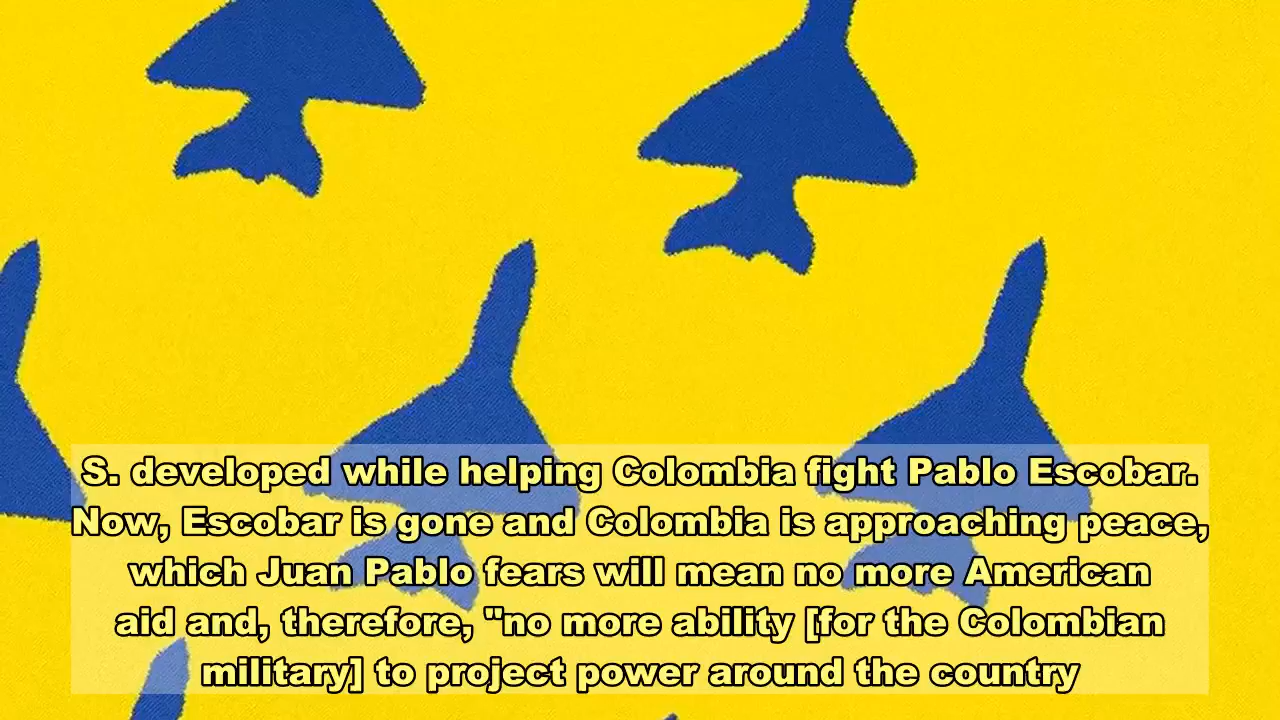 S. developed while helping Colombia fight Pablo Escobar.
Now, Escobar is gone and Colombia is approaching peace,
which Juan Pablo fears will mean no more American
aid and, therefore, "no more ability [for the Colombian
military] to project power around the country